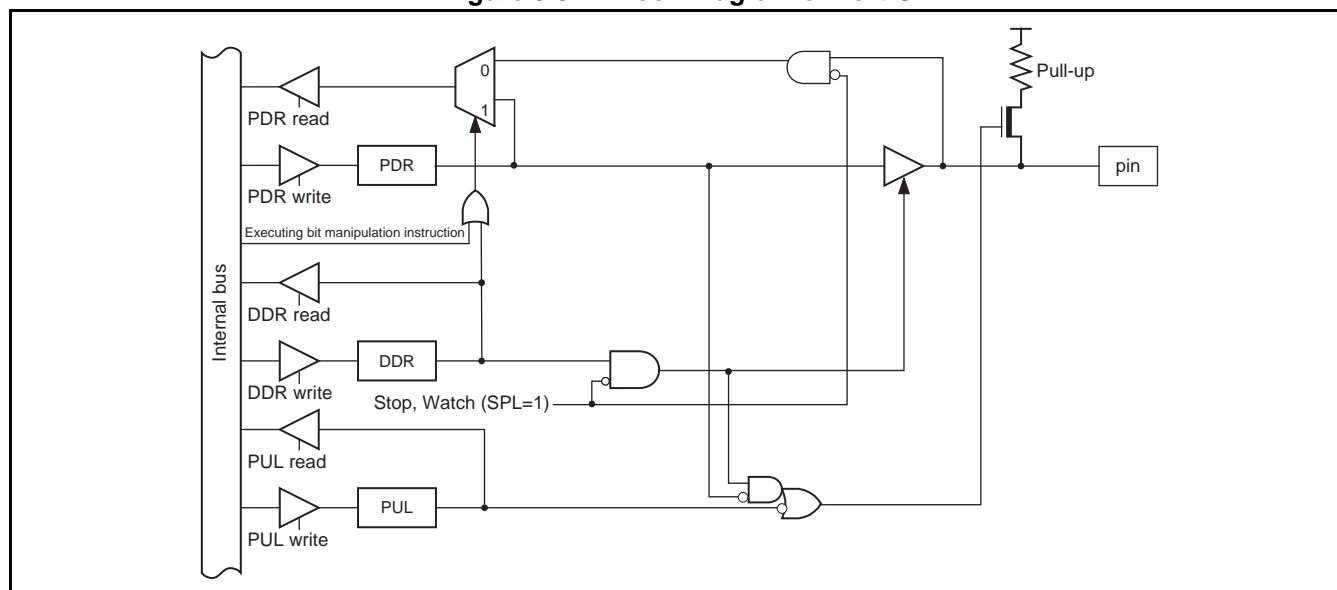 0
Pull-up
1
PDR read
PDR
pin
PDR write
Executing bit manipulation instruction
Internal bus
DDR read
DDR
DDR write
Stop, Watch (SPL=1)
PUL read
PUL
PUL write